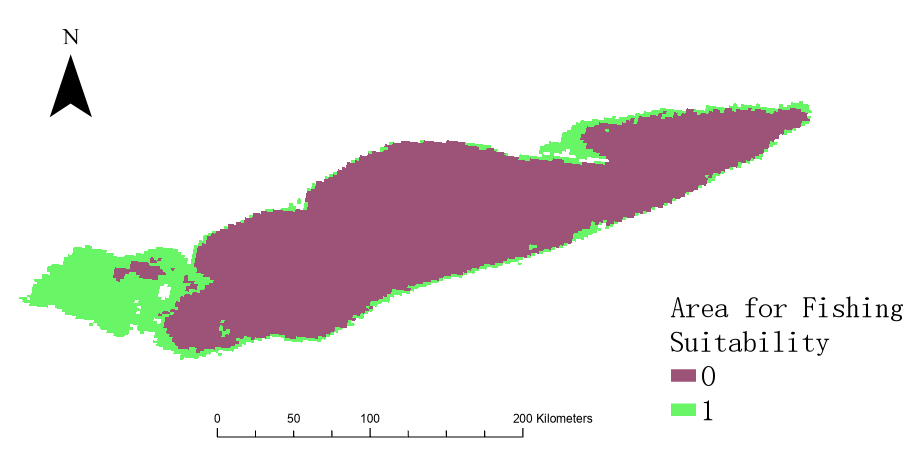 N
Area for Fishing
Suitability
0
1
0 50 100 200 Kilometers